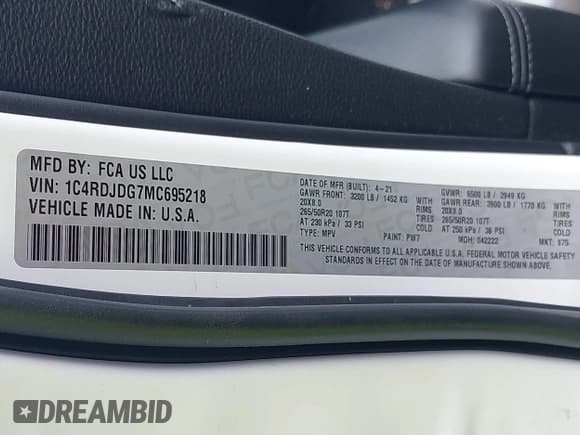 MFD BY: FCA US LLC
VIN: 1C4RDJDG7MC695218
VEHICLE MADE IN: U.S.A.
DATE OF MFR (BUILT): 4-21
GAWR FRONT: 3200 LB / 1452 KG
WITH
20X8.0
RIMS
265/50R20 107T
TIRES
AT 230 kPa / 33 PSI
COLD
TYPE: MPV
PAINT: PW7
GVWR: 6500 LB / 2949 KG
GAWR REAR: 3900 LB / 1770 KG
WITH
20X8.0
RIMS
265/50R20 107T
TIRES
AT 250 kPa / 36 PSI
COLD
MDH: 042222
MKT:
THIS VEHICLE CONFORMS TO ALL APPLICABLE U.S.A. FEDERAL MOTOR VEHICLE SAFETY
STANDARDS IN EFFECT ON THE DATE OF MANUFACTURE SHOWN ABOVE.
DREAMBID